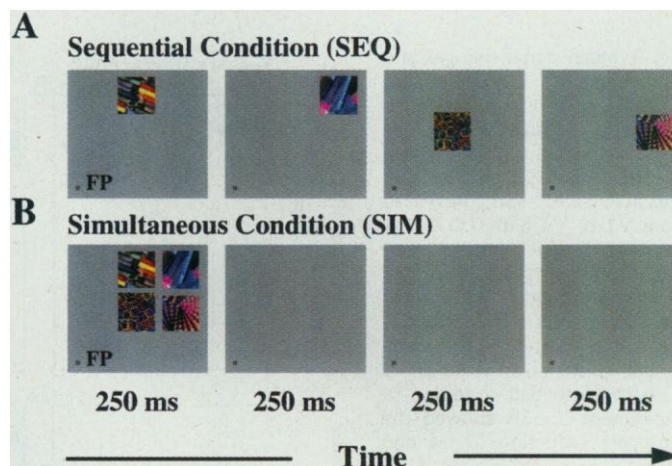 A
Sequential Condition (SEQ)
FP
B
Simultaneous Condition (SIM)
FP
250 ms 250 ms 250 ms 250 ms
Time